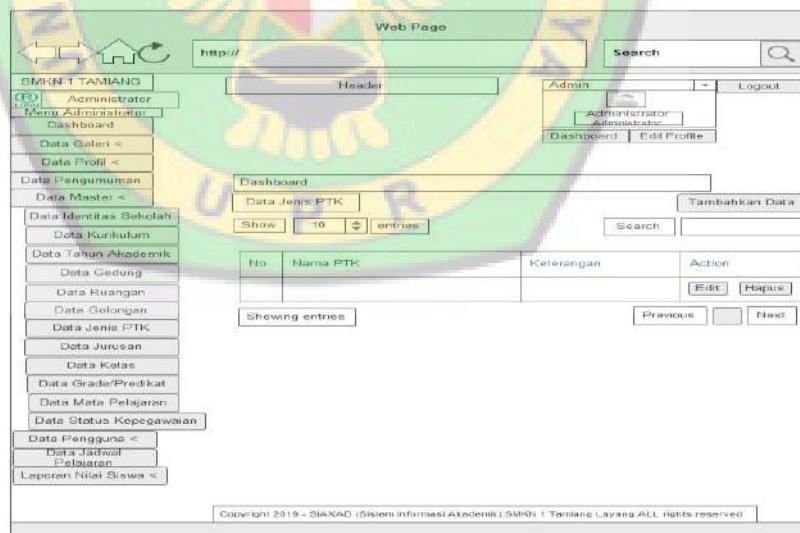 Web Page
http://
Search
SMKN 1 TAMIANG
Header
Admin
Logout
Administrator
Menu Administrator
Administrator
Administrator
Dashboard
Dashboard
Edit Profile
Data Galeri <
Data Profil <
Data Pengumuman
Dashboard
Data Master <
Data Jenis PTK
Tambahkan Data
Data Identitas Sekolah
Show 10 entries
Search
Data Kurikulum
Data Tahun Akademik
No
Nama PTK
Keterangan
Action
Data Gedung
Data Ruangan
Edit
Hapus
Data Golongan
Showing entries
Previous
Next
Data Jenis PTK
Data Jurusan
Data Kelas
Data Grade/Predikat
Data Mata Pelajaran
Data Status Kepegawaian
Data Pengguna <
Data Jadwal
Pelajaran
Laporan Nilai Siswa <
Copyright 2019 - SIAKAD (Sistem Informasi Akademik) SMKN 1 Tamiang Layang.ALL rights reserved
UPR